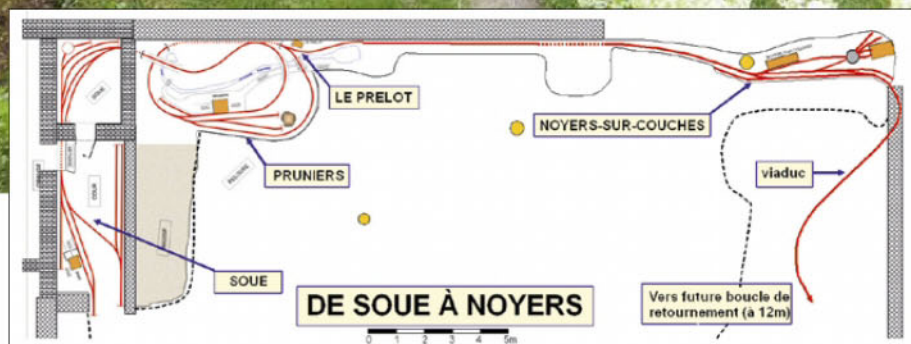 LE PRELOT
NOYERS-SUR-COUCHES
PRUNIERS
viaduc
SOUE
DE SOUE À NOYERS
Vers future boucle de
retournement (à 12m)
0 1 2 3 4 5m